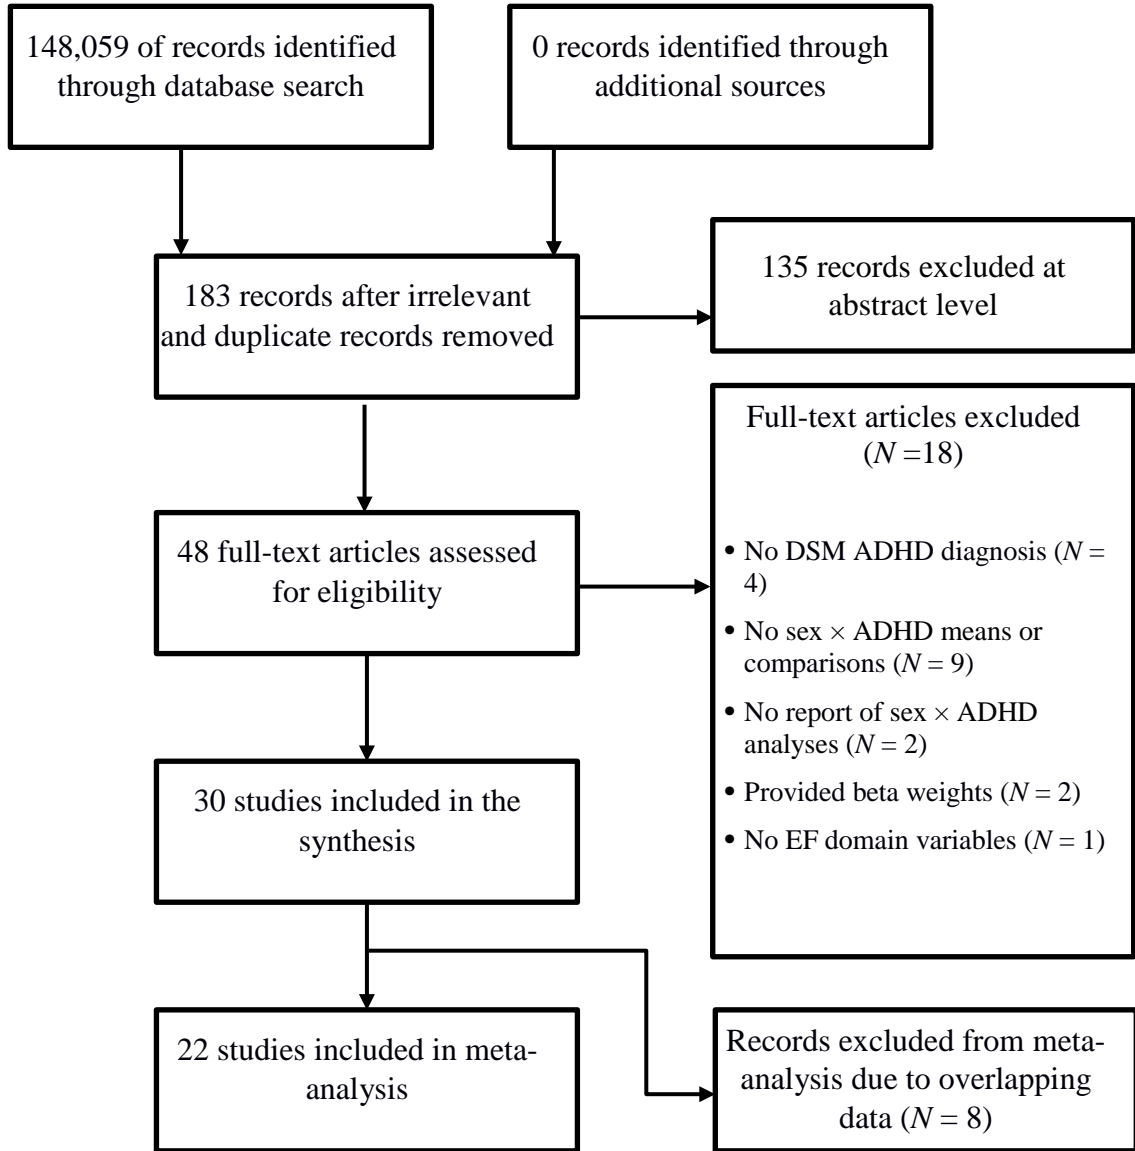 148,059 of records identified
through database search
0 records identified through
additional sources
183 records after irrelevant
and duplicate records removed
135 records excluded at
abstract level
48 full-text articles assessed
for eligibility
Full-text articles excluded
(N =18)
• No DSM ADHD diagnosis (N =
4)
• No sex × ADHD means or
comparisons (N = 9)
• No report of sex × ADHD
analyses (N = 2)
• Provided beta weights (N = 2)
• No EF domain variables (N = 1)
30 studies included in the
synthesis
22 studies included in meta-
analysis
Records excluded from meta-
analysis due to overlapping
data (N = 8)